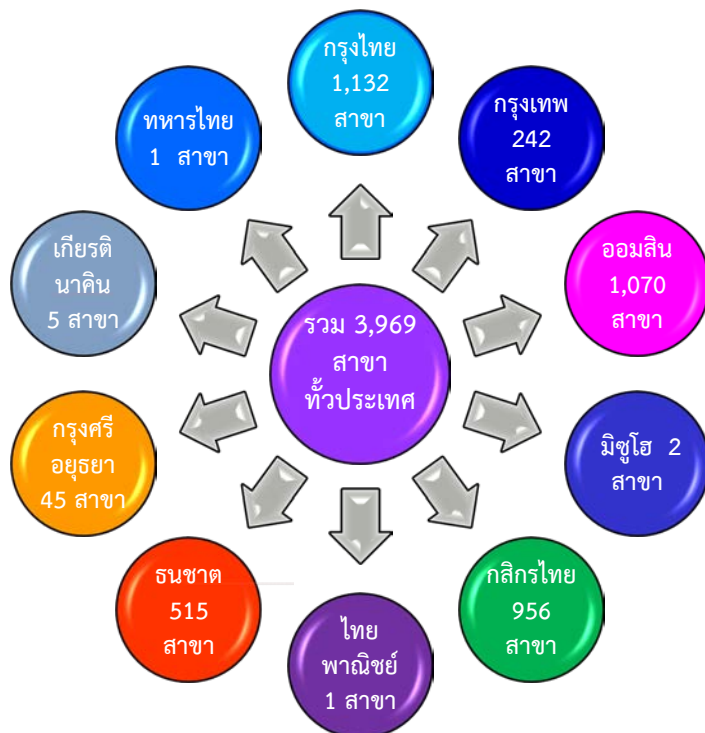 กรุงไทย
1,132
สาขา
กรุงเทพ
242
สาขา
ออมสิน
1,070
สาขา
มิซูโฮ 2
สาขา
กสิกรไทย
956
สาขา
ไทย
พาณิชย์
1 สาขา
ธนชาต
515
สาขา
กรุงศรี
อยุธยา
45 สาขา
เกียรติ
นาคิน
5 สาขา
ทหารไทย
1 สาขา
รวม 3,969
สาขา
ทั้วประเทศ